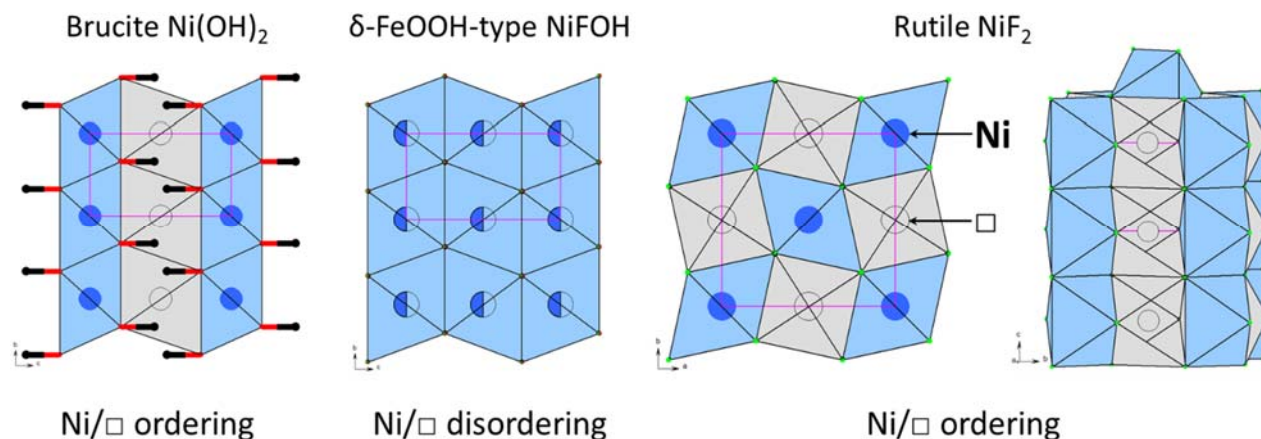 Brucite Ni(OH)₂
δ-FeOOH-type NiFOH
Rutile NiF₂
Ni
□
b
c
b
c
b
a
c
a
b
Ni/□ ordering
Ni/□ disordering
Ni/□ ordering